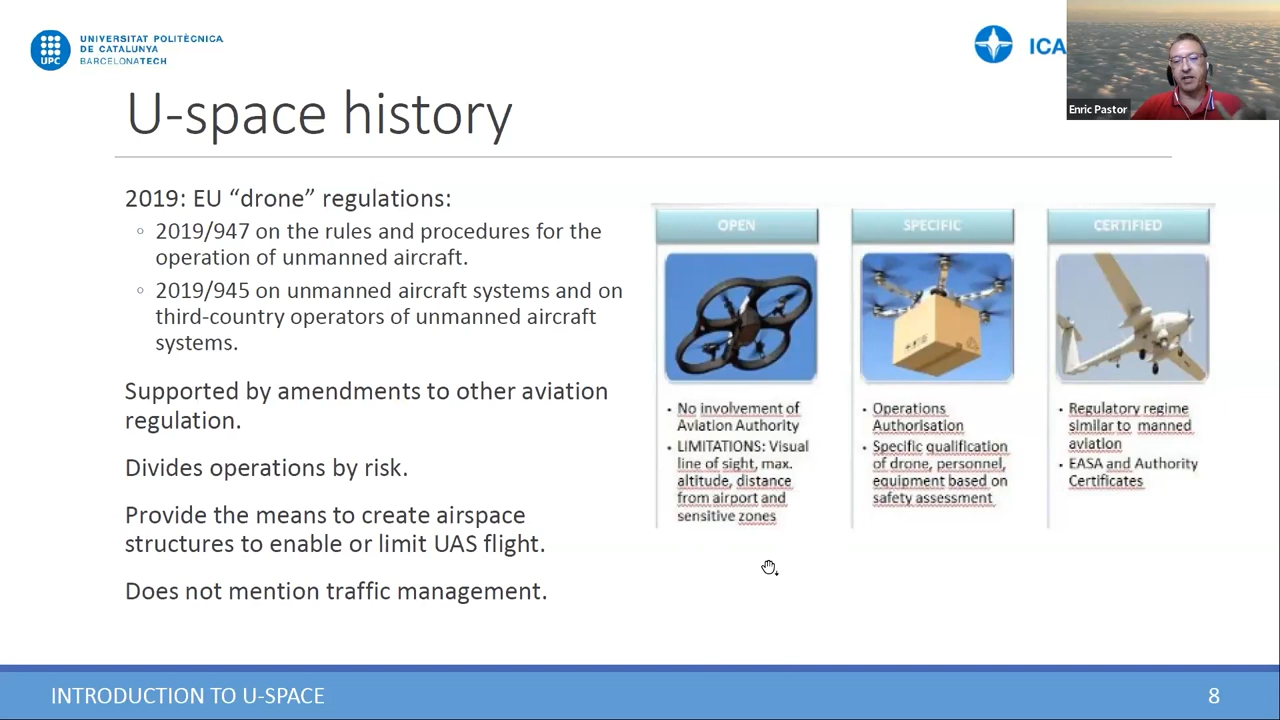 UNIVERSITAT POLITÈCNICA
DE CATALUNYA
BARCELONATECH
UPC
ICA
Enric Pastor
U-space history
2019: EU “drone” regulations:
◦ 2019/947 on the rules and procedures for the
operation of unmanned aircraft.
◦ 2019/945 on unmanned aircraft systems and on
third-country operators of unmanned aircraft
systems.
Supported by amendments to other aviation
regulation.
Divides operations by risk.
Provide the means to create airspace
structures to enable or limit UAS flight.
Does not mention traffic management.
OPEN
• No involvement of
Aviation Authority
• LIMITATIONS: Visual
line of sight, max.
altitude, distance
from airport and
sensitive zones
SPECIFIC
• Operations
Authorisation
• Specific qualification
of drone, personnel,
equipment based on
safety assessment
CERTIFIED
• Regulatory regime
similar to manned
aviation
• EASA and Authority
Certificates
INTRODUCTION TO U-SPACE
8